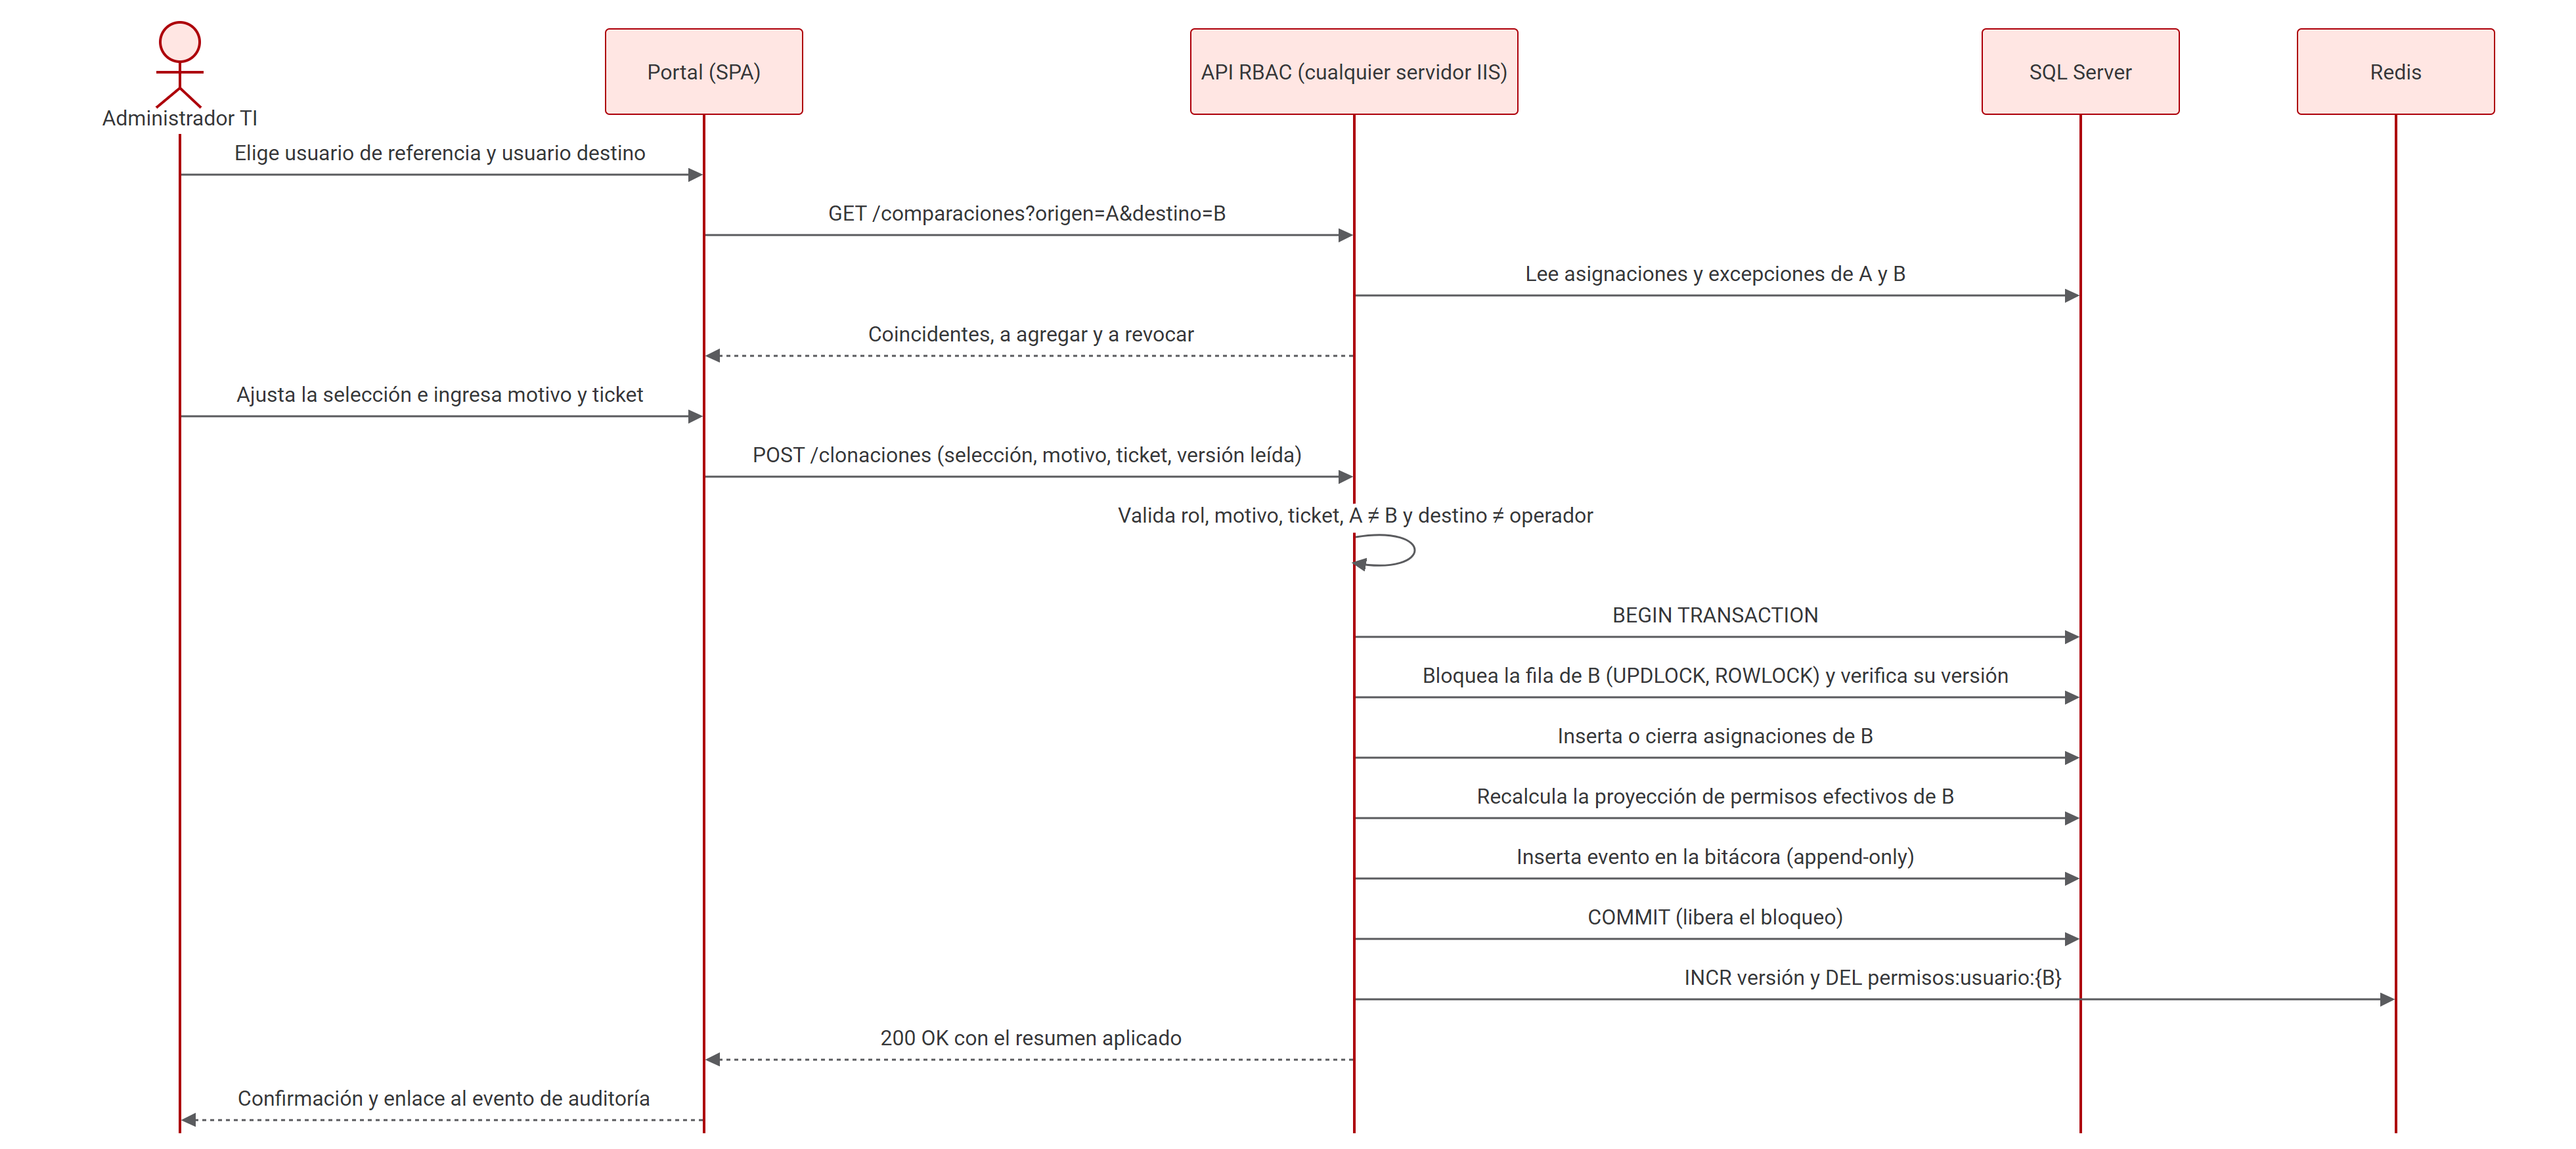 Administrador TI
Portal (SPA)
API RBAC (cualquier servidor IIS)
SQL Server
Redis
Elige usuario de referencia y usuario destino
GET /comparaciones?origen=A&destino=B
Lee asignaciones y excepciones de A y B
Coincidentes, a agregar y a revocar
Ajusta la selección e ingresa motivo y ticket
POST /clonaciones (selección, motivo, ticket, versión leída)
Valida rol, motivo, ticket, A ≠ B y destino ≠ operador
BEGIN TRANSACTION
Bloquea la fila de B (UPDLOCK, ROWLOCK) y verifica su versión
Inserta o cierra asignaciones de B
Recalcula la proyección de permisos efectivos de B
Inserta evento en la bitácora (append-only)
COMMIT (libera el bloqueo)
INCR versión y DEL permisos:usuario:{B}
200 OK con el resumen aplicado
Confirmación y enlace al evento de auditoría